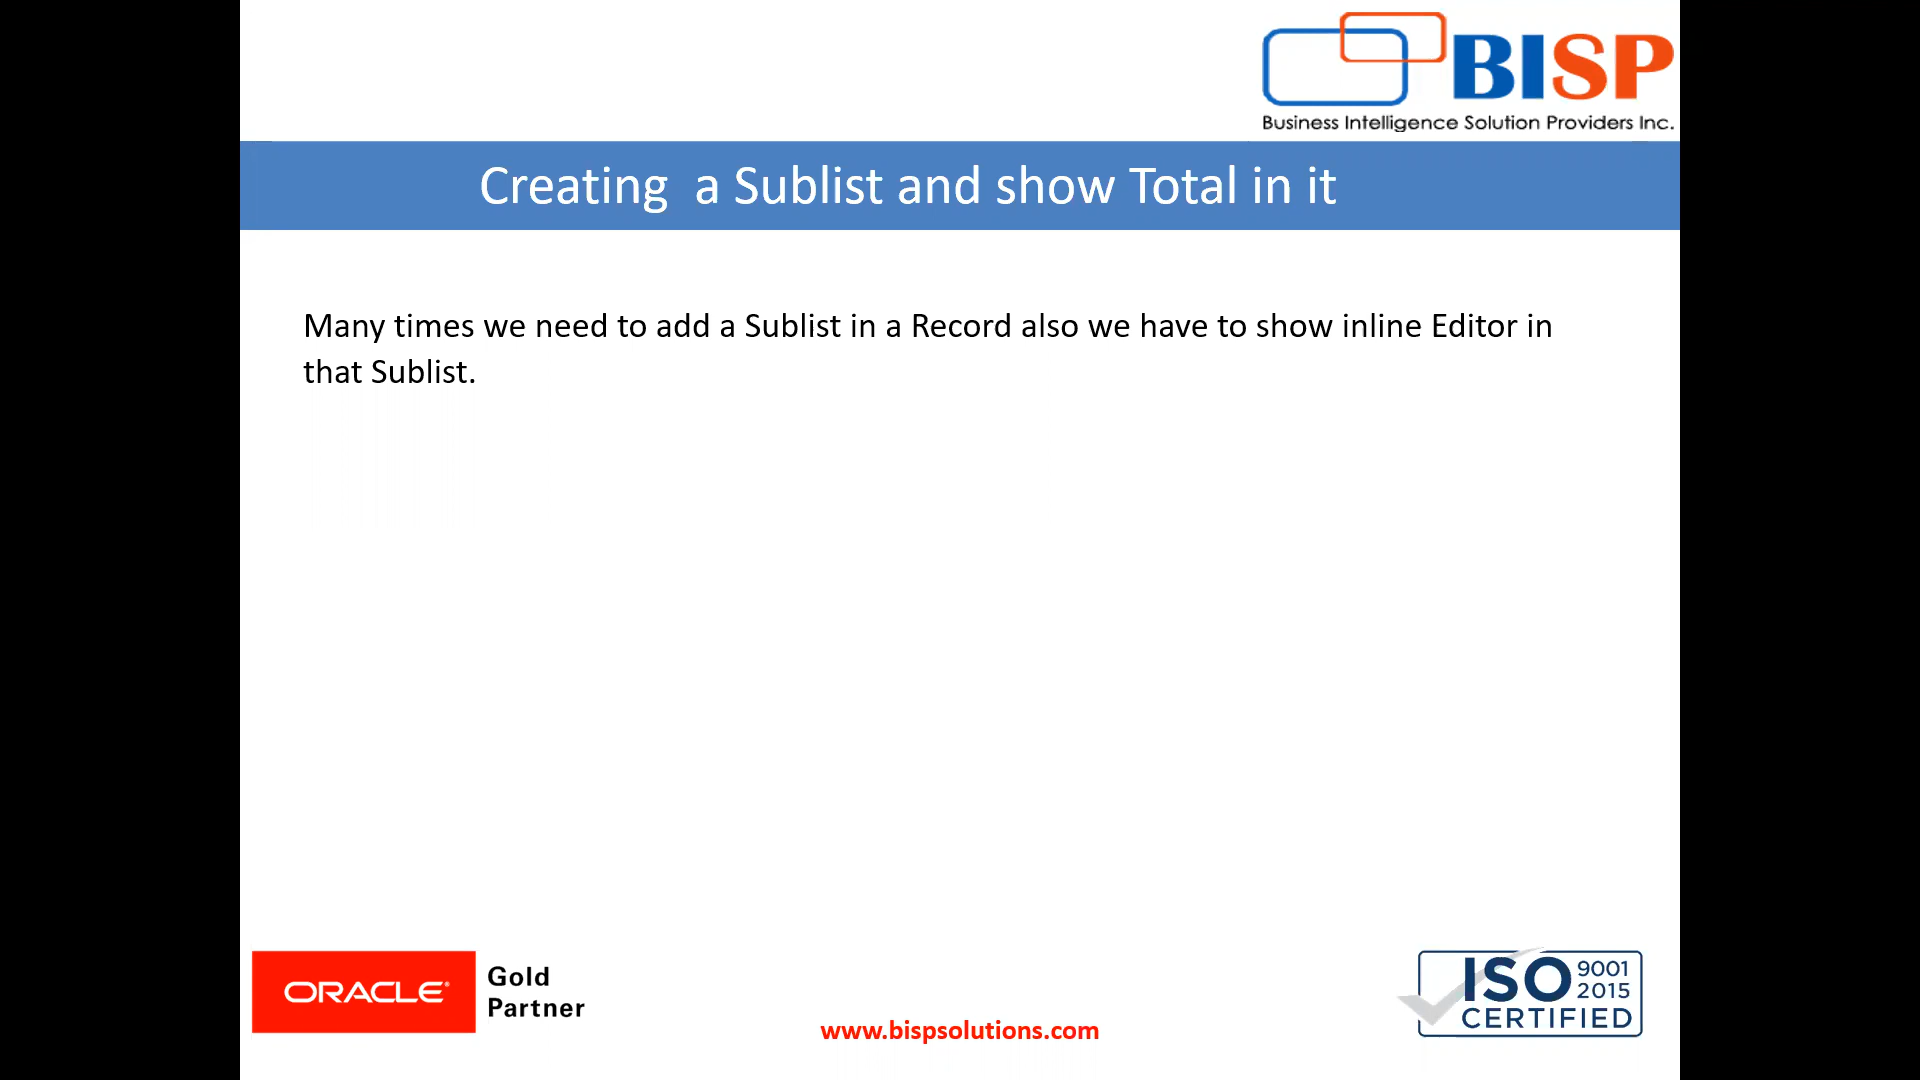 BISP
Business Intelligence Solution Providers Inc.
Creating  a Sublist and show Total in it
Many times we need to add a Sublist in a Record also we have to show inline Editor in
that Sublist.
ORACLE®
Gold
Partner
www.bispsolutions.com
ISO 9001
2015
CERTIFIED